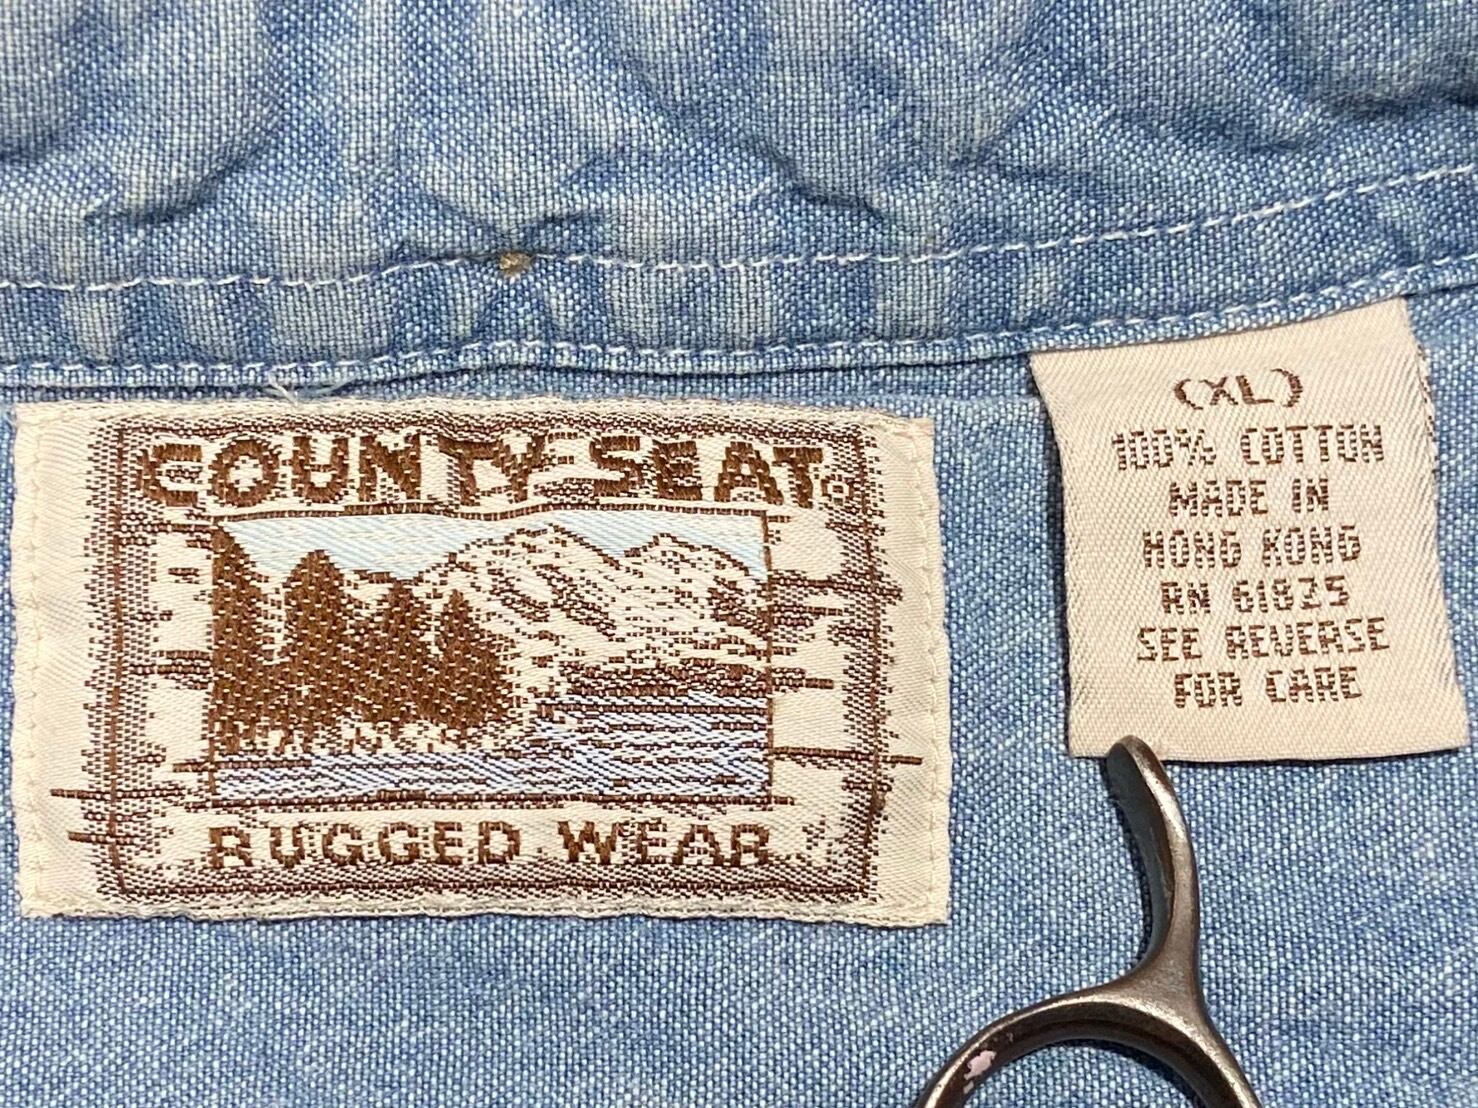 COUNTY SEAT®
RUGGED WEAR
(XL)
100% COTTON
MADE IN
HONG KONG
RN 61825
SEE REVERSE
FOR CARE